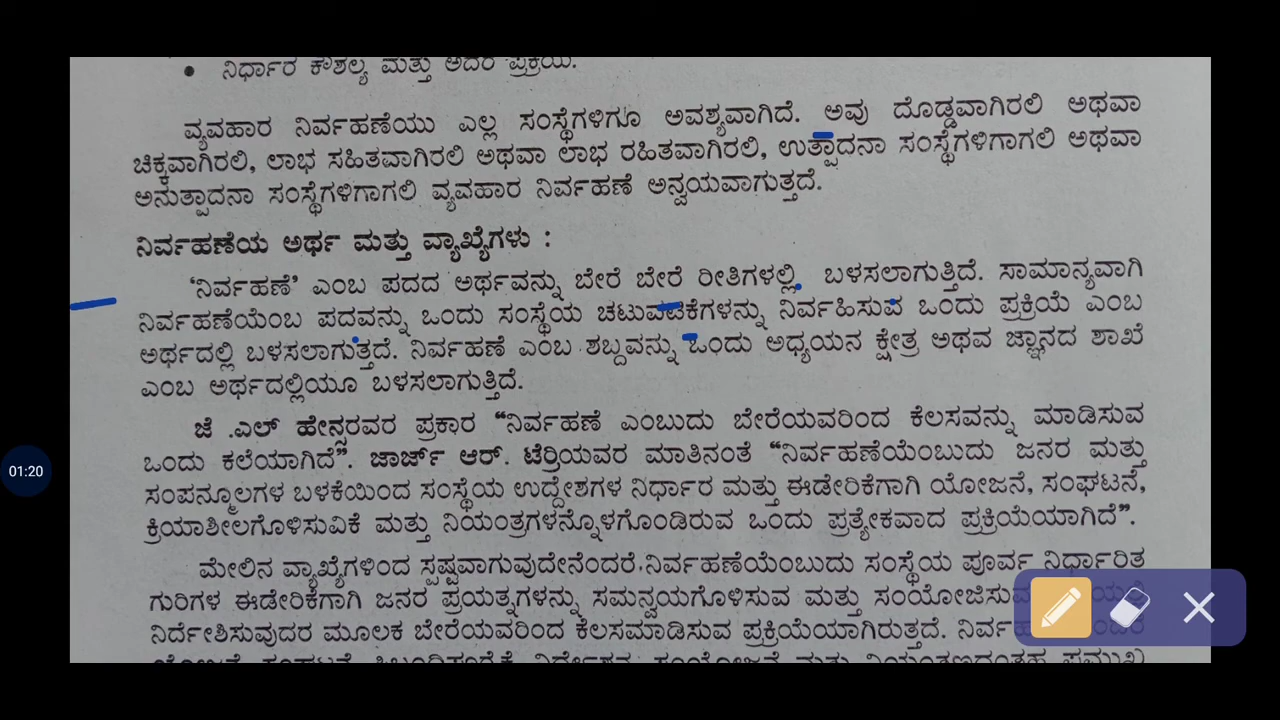 • ನಿರ್ಧಾರ ಕೌಶಲ್ಯ ಮತ್ತು ಅದರ ಪ್ರಕ್ರಿಯೆ.
ವ್ಯವಹಾರ ನಿರ್ವಹಣೆಯು ಎಲ್ಲ ಸಂಸ್ಥೆಗಳಿಗೂ ಅವಶ್ಯವಾಗಿದೆ. ಅವು ದೊಡ್ಡವಾಗಿರಲಿ ಅಥವಾ
ಚಿಕ್ಕವಾಗಿರಲಿ, ಲಾಭ ಸಹಿತವಾಗಿರಲಿ ಅಥವಾ ಲಾಭ ರಹಿತವಾಗಿರಲಿ, ಉತ್ಪಾದನಾ ಸಂಸ್ಥೆಗಳಿಗಾಗಲಿ ಅಥವಾ
ಅನುತ್ಪಾದನಾ ಸಂಸ್ಥೆಗಳಿಗಾಗಲಿ ವ್ಯವಹಾರ ನಿರ್ವಹಣೆ ಅನ್ವಯವಾಗುತ್ತದೆ.
ನಿರ್ವಹಣೆಯ ಅರ್ಥ ಮತ್ತು ವ್ಯಾಖ್ಯೆಗಳು :
‘ನಿರ್ವಹಣೆ’ ಎಂಬ ಪದದ ಅರ್ಥವನ್ನು ಬೇರೆ ಬೇರೆ ರೀತಿಗಳಲ್ಲಿ ಬಳಸಲಾಗುತ್ತಿದೆ. ಸಾಮಾನ್ಯವಾಗಿ
ನಿರ್ವಹಣೆಯೆಂಬ ಪದವನ್ನು ಒಂದು ಸಂಸ್ಥೆಯ ಚಟುವಟಿಕೆಗಳನ್ನು ನಿರ್ವಹಿಸುವ ಒಂದು ಪ್ರಕ್ರಿಯೆ ಎಂಬ
ಅರ್ಥದಲ್ಲಿ ಬಳಸಲಾಗುತ್ತದೆ. ನಿರ್ವಹಣೆ ಎಂಬ ಶಬ್ದವನ್ನು ಒಂದು ಅಧ್ಯಯನ ಕ್ಷೇತ್ರ ಅಥವ ಜ್ಞಾನದ ಶಾಖೆ
ಎಂಬ ಅರ್ಥದಲ್ಲಿಯೂ ಬಳಸಲಾಗುತ್ತಿದೆ.
ಜೆ .ಎಲ್ ಹೇನ್ಸರವರ ಪ್ರಕಾರ “ನಿರ್ವಹಣೆ ಎಂಬುದು ಬೇರೆಯವರಿಂದ ಕೆಲಸವನ್ನು ಮಾಡಿಸುವ
ಒಂದು ಕಲೆಯಾಗಿದೆ”. ಜಾರ್ಜ್ ಆರ್. ಟೆರ್ರಿಯವರ ಮಾತಿನಂತೆ “ನಿರ್ವಹಣೆಯೆಂಬುದು ಜನರ ಮತ್ತು
ಸಂಪನ್ಮೂಲಗಳ ಬಳಕೆಯಿಂದ ಸಂಸ್ಥೆಯ ಉದ್ದೇಶಗಳ ನಿರ್ಧಾರ ಮತ್ತು ಈಡೇರಿಕೆಗಾಗಿ ಯೋಜನೆ, ಸಂಘಟನೆ,
ಕ್ರಿಯಾಶೀಲಗೊಳಿಸುವಿಕೆ ಮತ್ತು ನಿಯಂತ್ರಗಳನ್ನೊಳಗೊಂಡಿರುವ ಒಂದು ಪ್ರತ್ಯೇಕವಾದ ಪ್ರಕ್ರಿಯೆಯಾಗಿದೆ”.
ಮೇಲಿನ ವ್ಯಾಖ್ಯೆಗಳಿಂದ ಸ್ಪಷ್ಟವಾಗುವುದೇನೆಂದರೆ ನಿರ್ವಹಣೆಯೆಂಬುದು ಸಂಸ್ಥೆಯ ಪೂರ್ವ ನಿರ್ಧಾರಿತ
ಗುರಿಗಳ ಈಡೇರಿಕೆಗಾಗಿ ಜನರ ಪ್ರಯತ್ನಗಳನ್ನು ಸಮನ್ವಯಗೊಳಿಸುವ ಮತ್ತು
ನಿರ್ದೇಶಿಸುವುದರ ಮೂಲಕ ಬೇರೆಯವರಿಂದ ಕೆಲಸಮಾಡಿಸುವ ಪ್ರಕ್ರಿಯೆಯಾಗಿರುತ್ತದೆ.
01:20